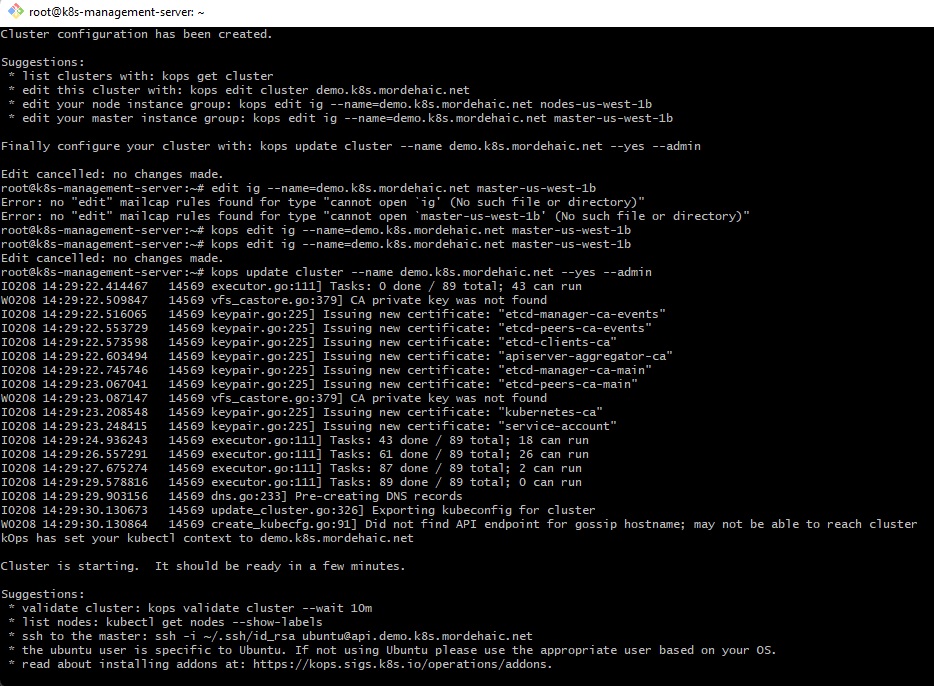 root@k8s-management-server: ~
Cluster configuration has been created.
Suggestions:
* list clusters with: kops get cluster
* edit this cluster with: kops edit cluster demo.k8s.mordehaic.net
* edit your node instance group: kops edit ig --name=demo.k8s.mordehaic.net nodes-us-west-1b
* edit your master instance group: kops edit ig --name=demo.k8s.mordehaic.net master-us-west-1b
Finally configure your cluster with: kops update cluster --name demo.k8s.mordehaic.net --yes --admin
Edit cancelled: no changes made.
root@k8s-management-server:~# edit ig --name=demo.k8s.mordehaic.net master-us-west-1b
Error: no "edit" mailcap rules found for type "cannot open `ig' (No such file or directory)"
Error: no "edit" mailcap rules found for type "cannot open `master-us-west-1b' (No such file or directory)"
root@k8s-management-server:~# kops edit ig --name=demo.k8s.mordehaic.net master-us-west-1b
root@k8s-management-server:~# kops edit ig --name=demo.k8s.mordehaic.net master-us-west-1b
Edit cancelled: no changes made.
root@k8s-management-server:~# kops update cluster --name demo.k8s.mordehaic.net --yes --admin
I0208 14:29:22.414467   14569 executor.go:111] Tasks: 0 done / 89 total; 43 can run
W0208 14:29:22.509847   14569 vfs_castore.go:379] CA private key was not found
I0208 14:29:22.516065   14569 keypair.go:225] Issuing new certificate: "etcd-manager-ca-events"
I0208 14:29:22.553729   14569 keypair.go:225] Issuing new certificate: "etcd-peers-ca-events"
I0208 14:29:22.573598   14569 keypair.go:225] Issuing new certificate: "etcd-clients-ca"
I0208 14:29:22.603494   14569 keypair.go:225] Issuing new certificate: "apiserver-aggregator-ca"
I0208 14:29:22.745746   14569 keypair.go:225] Issuing new certificate: "etcd-manager-ca-main"
I0208 14:29:23.067041   14569 keypair.go:225] Issuing new certificate: "etcd-peers-ca-main"
W0208 14:29:23.087147   14569 vfs_castore.go:379] CA private key was not found
I0208 14:29:23.208548   14569 keypair.go:225] Issuing new certificate: "kubernetes-ca"
I0208 14:29:23.248415   14569 keypair.go:225] Issuing new certificate: "service-account"
I0208 14:29:24.936243   14569 executor.go:111] Tasks: 43 done / 89 total; 18 can run
I0208 14:29:26.557291   14569 executor.go:111] Tasks: 61 done / 89 total; 26 can run
I0208 14:29:27.675274   14569 executor.go:111] Tasks: 87 done / 89 total; 2 can run
I0208 14:29:29.578816   14569 executor.go:111] Tasks: 89 done / 89 total; 0 can run
I0208 14:29:29.903156   14569 dns.go:233] Pre-creating DNS records
I0208 14:29:30.130673   14569 update_cluster.go:326] Exporting kubeconfig for cluster
W0208 14:29:30.130864   14569 create_kubecfg.go:91] Did not find API endpoint for gossip hostname; may not be able to reach cluster
kOps has set your kubectl context to demo.k8s.mordehaic.net
Cluster is starting.  It should be ready in a few minutes.
Suggestions:
* validate cluster: kops validate cluster --wait 10m
* list nodes: kubectl get nodes --show-labels
* ssh to the master: ssh -i ~/.ssh/id_rsa ubuntu@api.demo.k8s.mordehaic.net
* the ubuntu user is specific to Ubuntu. If not using Ubuntu please use the appropriate user based on your OS.
* read about installing addons at: https://kops.sigs.k8s.io/operations/addons.